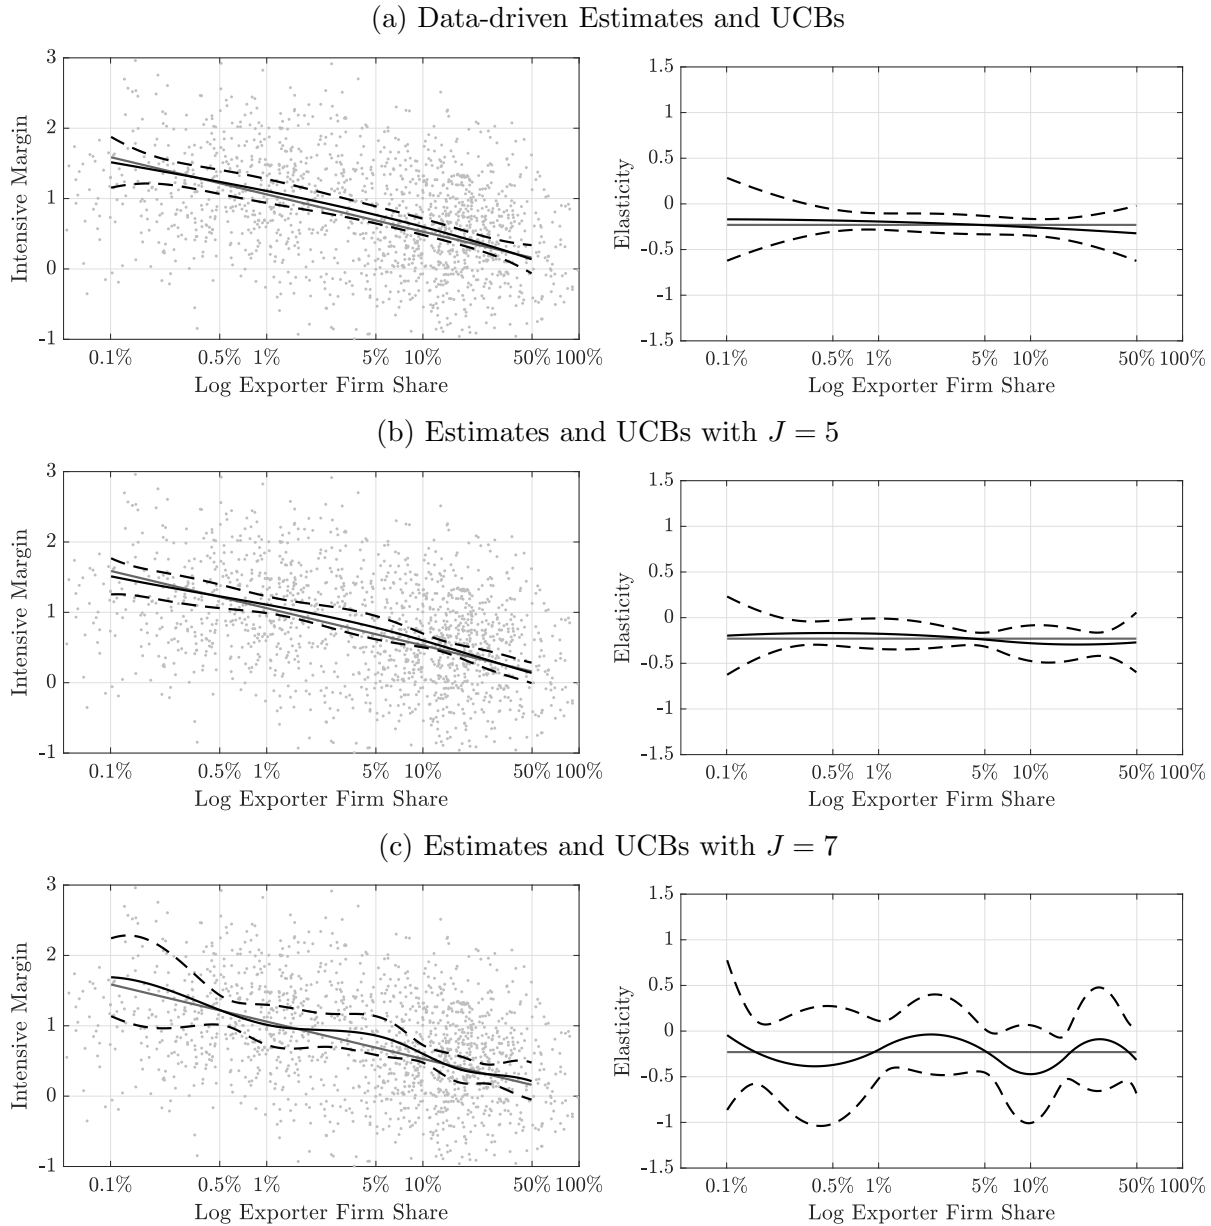 (a) Data-driven Estimates and UCBs
3
2
1
0
-1
Intensive Margin
0.1% 0.5% 1% 5% 10% 50% 100%
Log Exporter Firm Share
1.5
1
0.5
0
-0.5
-1
-1.5
Elasticity
0.1% 0.5% 1% 5% 10% 50% 100%
Log Exporter Firm Share
(b) Estimates and UCBs with J = 5
3
2
1
0
-1
Intensive Margin
0.1% 0.5% 1% 5% 10% 50% 100%
Log Exporter Firm Share
1.5
1
0.5
0
-0.5
-1
-1.5
Elasticity
0.1% 0.5% 1% 5% 10% 50% 100%
Log Exporter Firm Share
(c) Estimates and UCBs with J = 7
3
2
1
0
-1
Intensive Margin
0.1% 0.5% 1% 5% 10% 50% 100%
Log Exporter Firm Share
1.5
1
0.5
0
-0.5
-1
-1.5
Elasticity
0.1% 0.5% 1% 5% 10% 50% 100%
Log Exporter Firm Share